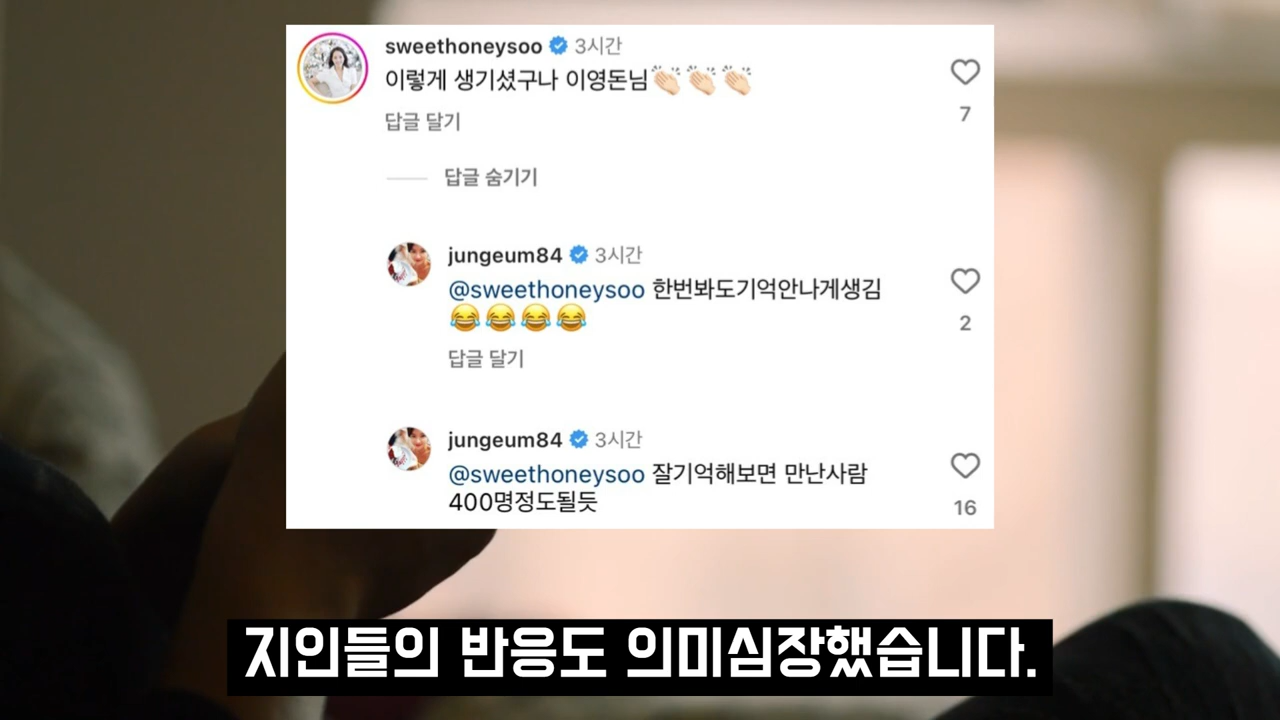 sweethoneysoo 3시간
이렇게 생기셨구나 이영돈님👏🏻👏🏻👏🏻
7
답글 달기
답글 숨기기
jungeum84 3시간
@sweethoneysoo 한번봐도기억안나게생김
😂😂😂😂
2
답글 달기
jungeum84 3시간
@sweethoneysoo 잘기억해보면 만난사람
400명정도될듯
16
지인들의 반응도 의미심장했습니다.